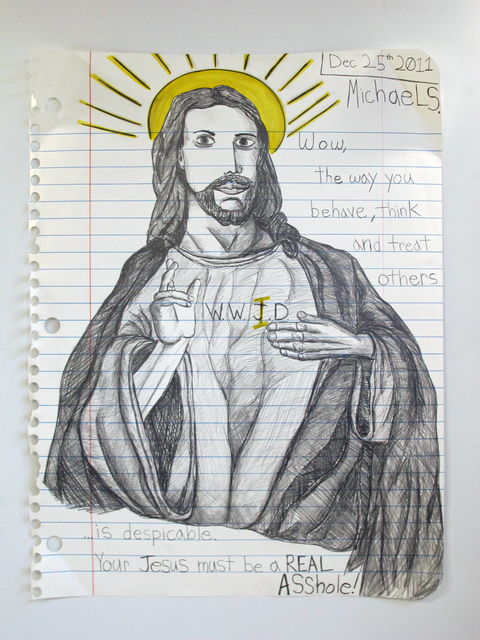 Dec 25th 2011
Michael S.
Wow,
the way you
behave, think
and treat
others
W.W.J.D
...is despicable.
Your Jesus must be a REAL
ASShole!